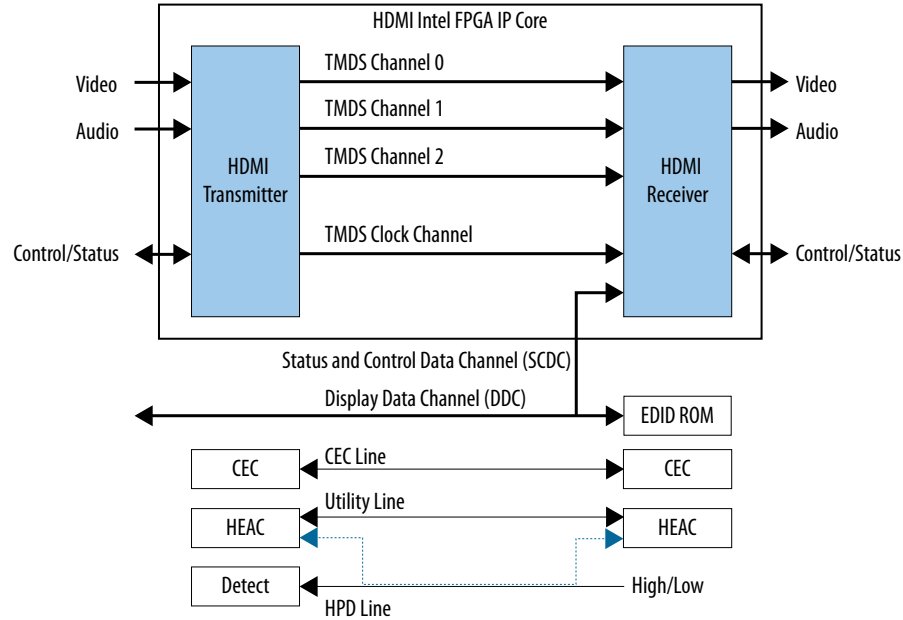 HDMI Intel FPGA IP Core
TMDS Channel 0
Video
Video
TMDS Channel 1
Audio
Audio
TMDS Channel 2
HDMI
Transmitter
HDMI
Receiver
TMDS Clock Channel
Control/Status
Control/Status
Status and Control Data Channel (SCDC)
Display Data Channel (DDC)
EDID ROM
CEC
CEC Line
CEC
Utility Line
HEAC
HEAC
Detect
High/Low
HPD Line